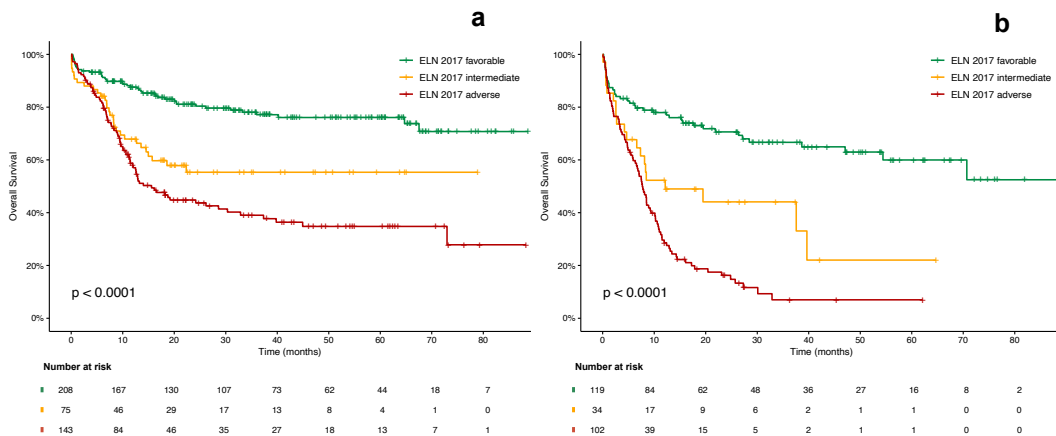 a
100%
80%
60%
40%
20%
0%
Overall Survival
ELN 2017 favorable
ELN 2017 intermediate
ELN 2017 adverse
p < 0.0001
0 10 20 30 40 50 60 70 80
Time (months)
Number at risk
208 167 130 107 73 62 44 18 7
75 46 29 17 13 8 4 1 0
143 84 46 35 27 18 13 7 1
b
100%
80%
60%
40%
20%
0%
Overall Survival
ELN 2017 favorable
ELN 2017 intermediate
ELN 2017 adverse
p < 0.0001
0 10 20 30 40 50 60 70 80
Time (months)
Number at risk
119 84 62 48 36 27 16 8 2
34 17 9 6 2 1 1 0 0
102 39 15 5 2 1 1 0 0